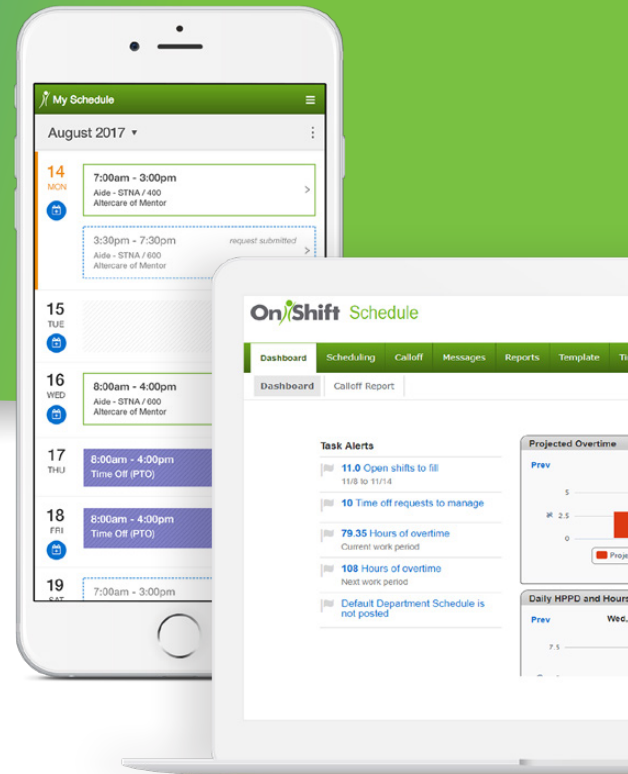 My Schedule
August 2017
14
MON
7:00am - 3:00pm
Aide - STNA / 400
Altercare of Mentor
3:30pm - 7:30pm
request submitted
Aide - STNA / 600
Altercare of Mentor
15
TUE
16
WED
8:00am - 4:00pm
Aide - STNA / 600
Altercare of Mentor
17
THU
8:00am - 4:00pm
Time Off (PTO)
18
FRI
8:00am - 4:00pm
Time Off (PTO)
19
SAT
7:00am - 3:00pm
OnShift Schedule
Dashboard Scheduling Calloff Messages Reports Template
Dashboard Calloff Report
Task Alerts
11.0 Open shifts to fill
11/8 to 11/14
10 Time off requests to manage
79.35 Hours of overtime
Current work period
108 Hours of overtime
Next work period
Default Department Schedule is
not posted
Projected Overtime
Prev
5
2.5
0
Daily HPPD and Hours
Prev Wed,
7.5